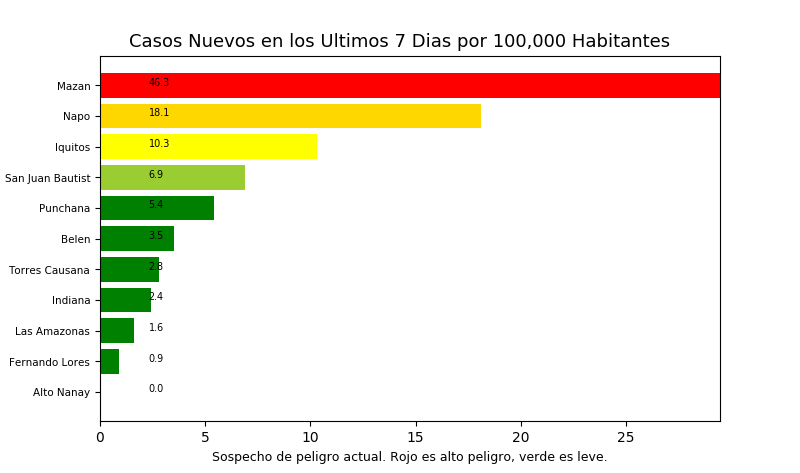 Casos Nuevos en los Ultimos 7 Dias por 100,000 Habitantes
Mazan 46.3
Napo 18.1
Iquitos 10.3
San Juan Bautist 6.9
Punchana 5.4
Belen 3.5
Torres Causana 2.8
Indiana 2.4
Las Amazonas 1.6
Fernando Lores 0.9
Alto Nanay 0.0
0 5 10 15 20 25
Sospecho de peligro actual. Rojo es alto peligro, verde es leve.